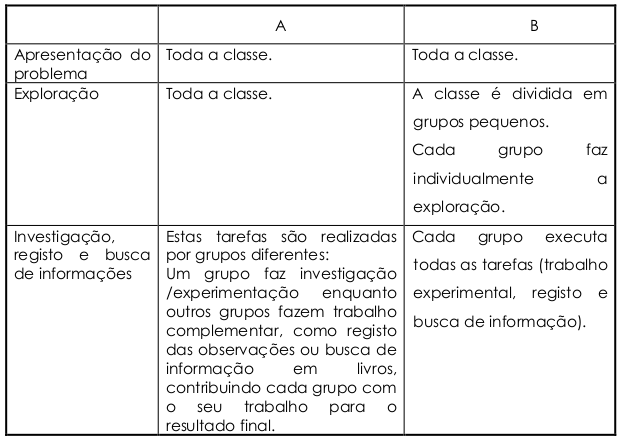 A
B
Apresentação do
problema
Toda a classe.
Toda a classe.
Exploração
Toda a classe.
A classe é dividida em
grupos pequenos.
Cada grupo faz
individualmente a
exploração.
Investigação,
registo e busca
de informações
Estas tarefas são realizadas
por grupos diferentes:
Um grupo faz investigação
/experimentação enquanto
outros grupos fazem trabalho
complementar, como registo
das observações ou busca de
informação em livros,
contribuindo cada grupo com
o seu trabalho para o
resultado final.
Cada grupo executa
todas as tarefas (trabalho
experimental, registo e
busca de informação).